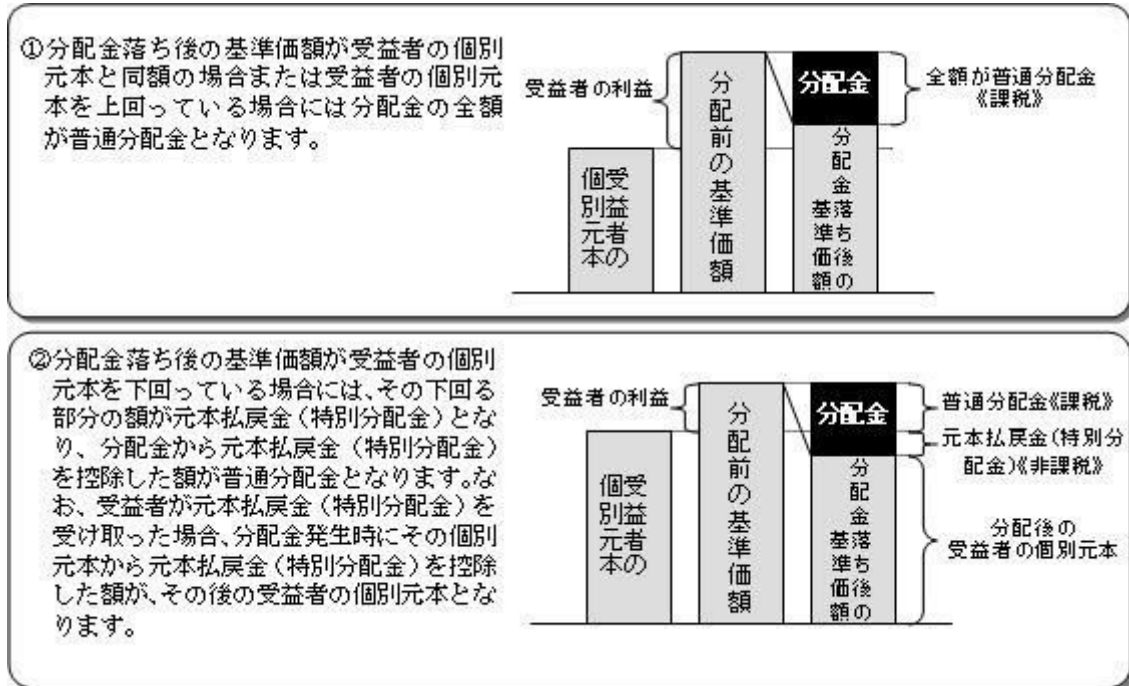 ①分配金落ち後の基準価額が受益者の個別
元本と同額の場合または受益者の個別元
本を上回っている場合には分配金の全額
が普通分配金となります。
受益者の利益
受益者の
個別元本
分配前の基準価額
分配金
分配金落ち後の
基準価額
全額が普通分配金
《課税》
②分配金落ち後の基準価額が受益者の個別
元本を下回っている場合には、その下回る
部分の額が元本払戻金（特別分配金）とな
り、分配金から元本払戻金（特別分配金）
を控除した額が普通分配金となります。な
お、受益者が元本払戻金（特別分配金）を
受け取った場合、分配金発生時にその個別
元本から元本払戻金（特別分配金）を控除
した額が、その後の受益者の個別元本とな
ります。
受益者の利益
受益者の
個別元本
分配前の基準価額
分配金
分配金落ち後の
基準価額
普通分配金《課税》
元本払戻金（特別分
配金）《非課税》
分配後の
受益者の個別元本